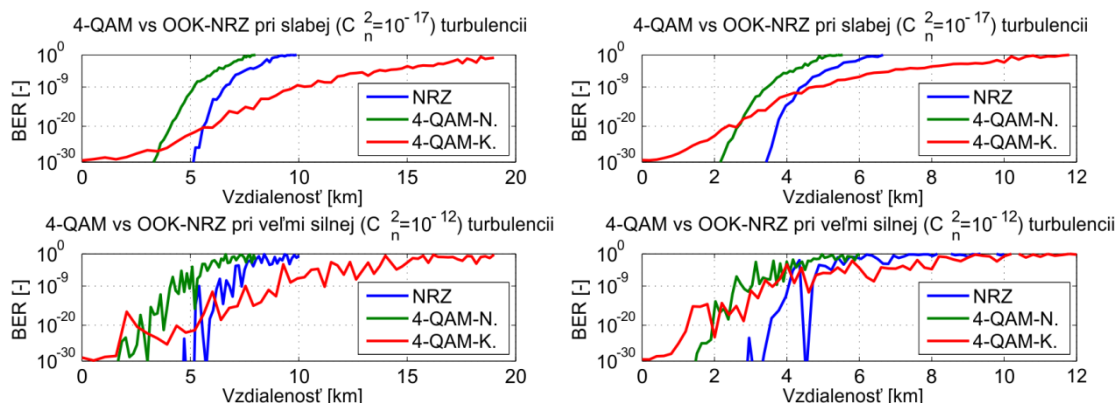 4-QAM vs OOK-NRZ pri slabej (C n 2=10 -17) turbulencii
BER [-]
10 0
10 -9
10 -20
10 -30
NRZ
4-QAM-N.
4-QAM-K.
0 5 10 15 20
Vzdialenosť [km]
4-QAM vs OOK-NRZ pri slabej (C n 2=10 -17) turbulencii
BER [-]
10 0
10 -9
10 -20
10 -30
NRZ
4-QAM-N.
4-QAM-K.
0 2 4 6 8 10 12
Vzdialenosť [km]
4-QAM vs OOK-NRZ pri veľmi silnej (C n 2=10 -12) turbulencii
BER [-]
10 0
10 -9
10 -20
10 -30
NRZ
4-QAM-N.
4-QAM-K.
0 5 10 15 20
Vzdialenosť [km]
4-QAM vs OOK-NRZ pri veľmi silnej (C n 2=10 -12) turbulencii
BER [-]
10 0
10 -9
10 -20
10 -30
NRZ
4-QAM-N.
4-QAM-K.
0 2 4 6 8 10 12
Vzdialenosť [km]